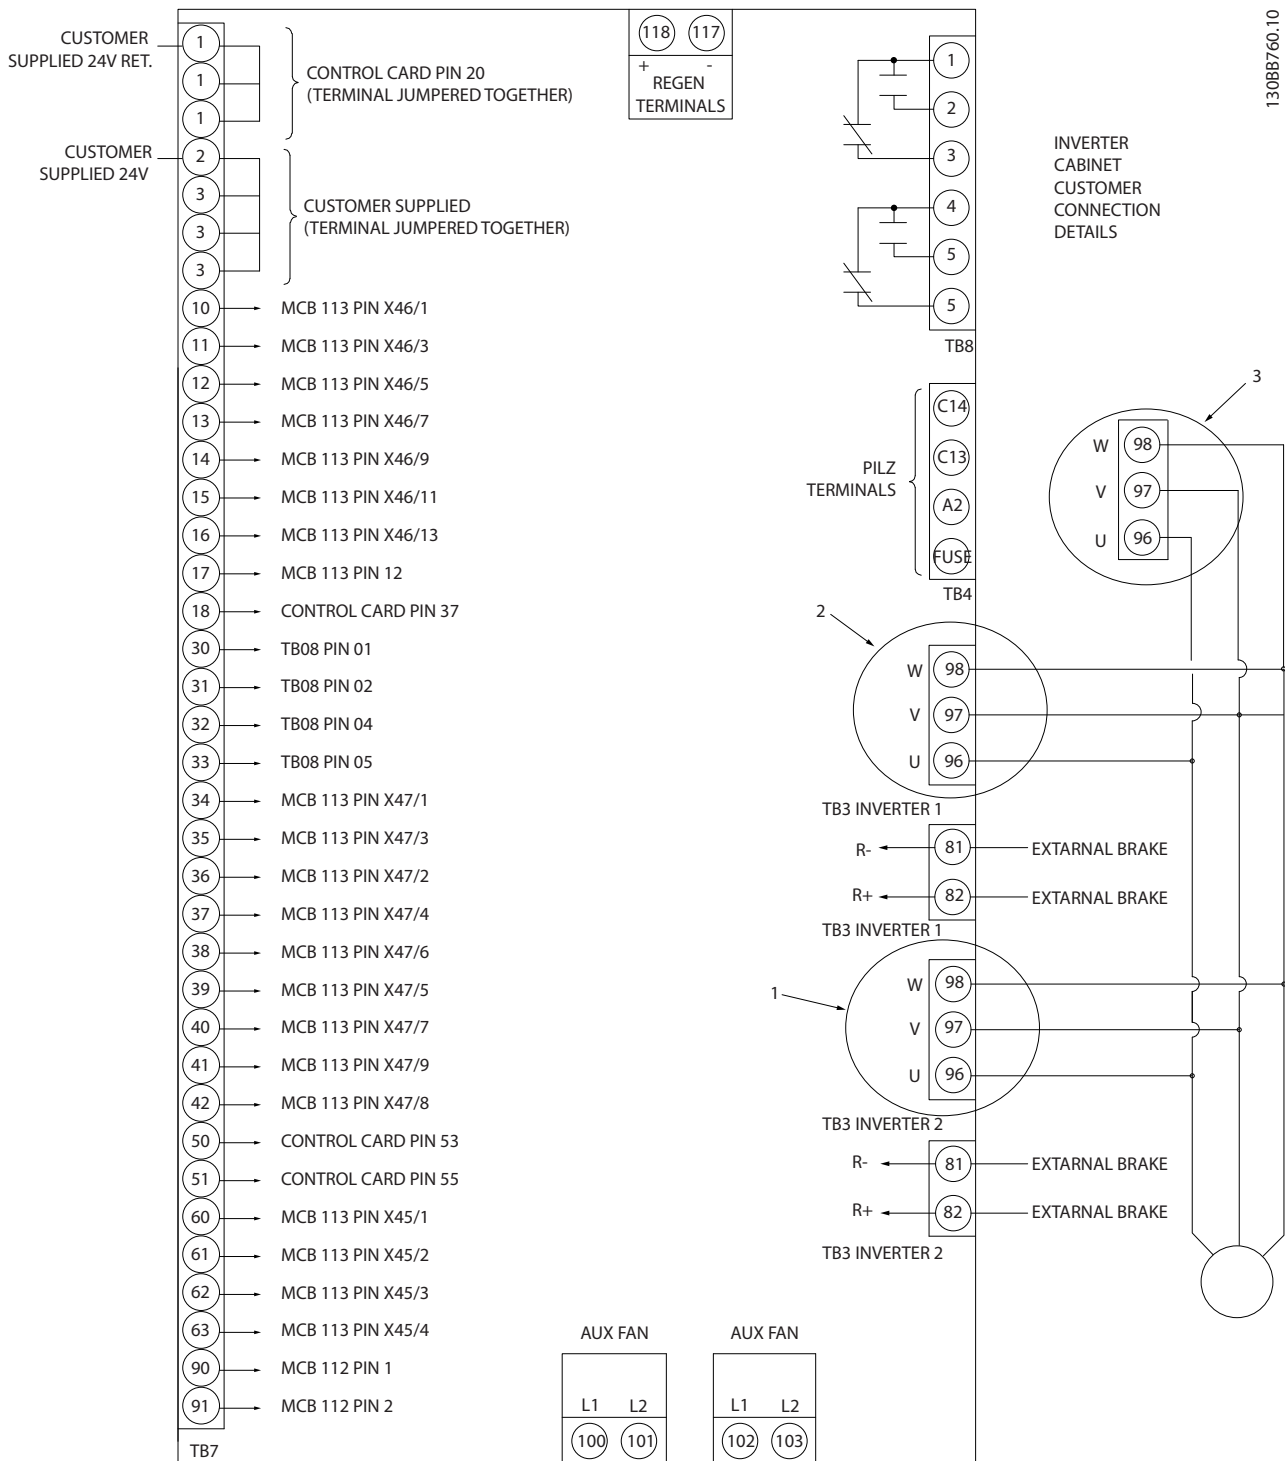 130BB760.10
CUSTOMER
SUPPLIED 24V RET.
1
1
1
CONTROL CARD PIN 20
(TERMINAL JUMPERED TOGETHER)
CUSTOMER
SUPPLIED 24V
2
3
3
3
CUSTOMER SUPPLIED
(TERMINAL JUMPERED TOGETHER)
10 MCB 113 PIN X46/1
11 MCB 113 PIN X46/3
12 MCB 113 PIN X46/5
13 MCB 113 PIN X46/7
14 MCB 113 PIN X46/9
15 MCB 113 PIN X46/11
16 MCB 113 PIN X46/13
17 MCB 113 PIN 12
18 CONTROL CARD PIN 37
30 TB08 PIN 01
31 TB08 PIN 02
32 TB08 PIN 04
33 TB08 PIN 05
34 MCB 113 PIN X47/1
35 MCB 113 PIN X47/3
36 MCB 113 PIN X47/2
37 MCB 113 PIN X47/4
38 MCB 113 PIN X47/6
39 MCB 113 PIN X47/5
40 MCB 113 PIN X47/7
41 MCB 113 PIN X47/9
42 MCB 113 PIN X47/8
50 CONTROL CARD PIN 53
51 CONTROL CARD PIN 55
60 MCB 113 PIN X45/1
61 MCB 113 PIN X45/2
62 MCB 113 PIN X45/3
63 MCB 113 PIN X45/4
90 MCB 112 PIN 1
91 MCB 112 PIN 2
TB7
118 117
+ -
REGEN
TERMINALS
1
2
3
4
5
5
TB8
INVERTER
CABINET
CUSTOMER
CONNECTION
DETAILS
PILZ
TERMINALS
C14
C13
A2
FUSE
TB4
3
W 98
V 97
U 96
2
W 98
V 97
U 96
TB3 INVERTER 1
R- 81 EXTARNAL BRAKE
R+ 82 EXTARNAL BRAKE
TB3 INVERTER 1
1
W 98
V 97
U 96
TB3 INVERTER 2
R- 81 EXTARNAL BRAKE
R+ 82 EXTARNAL BRAKE
TB3 INVERTER 2
AUX FAN
L1 L2
100 101
AUX FAN
L1 L2
102 103